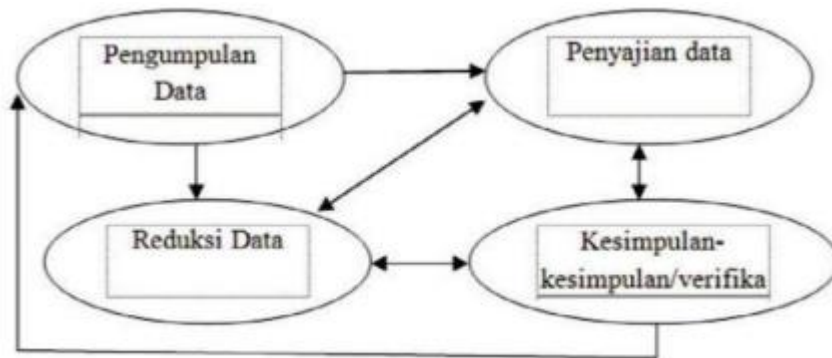 Pengumpulan
Data
Penyajian data
Reduksi Data
Kesimpulan-
kesimpulan/verifika